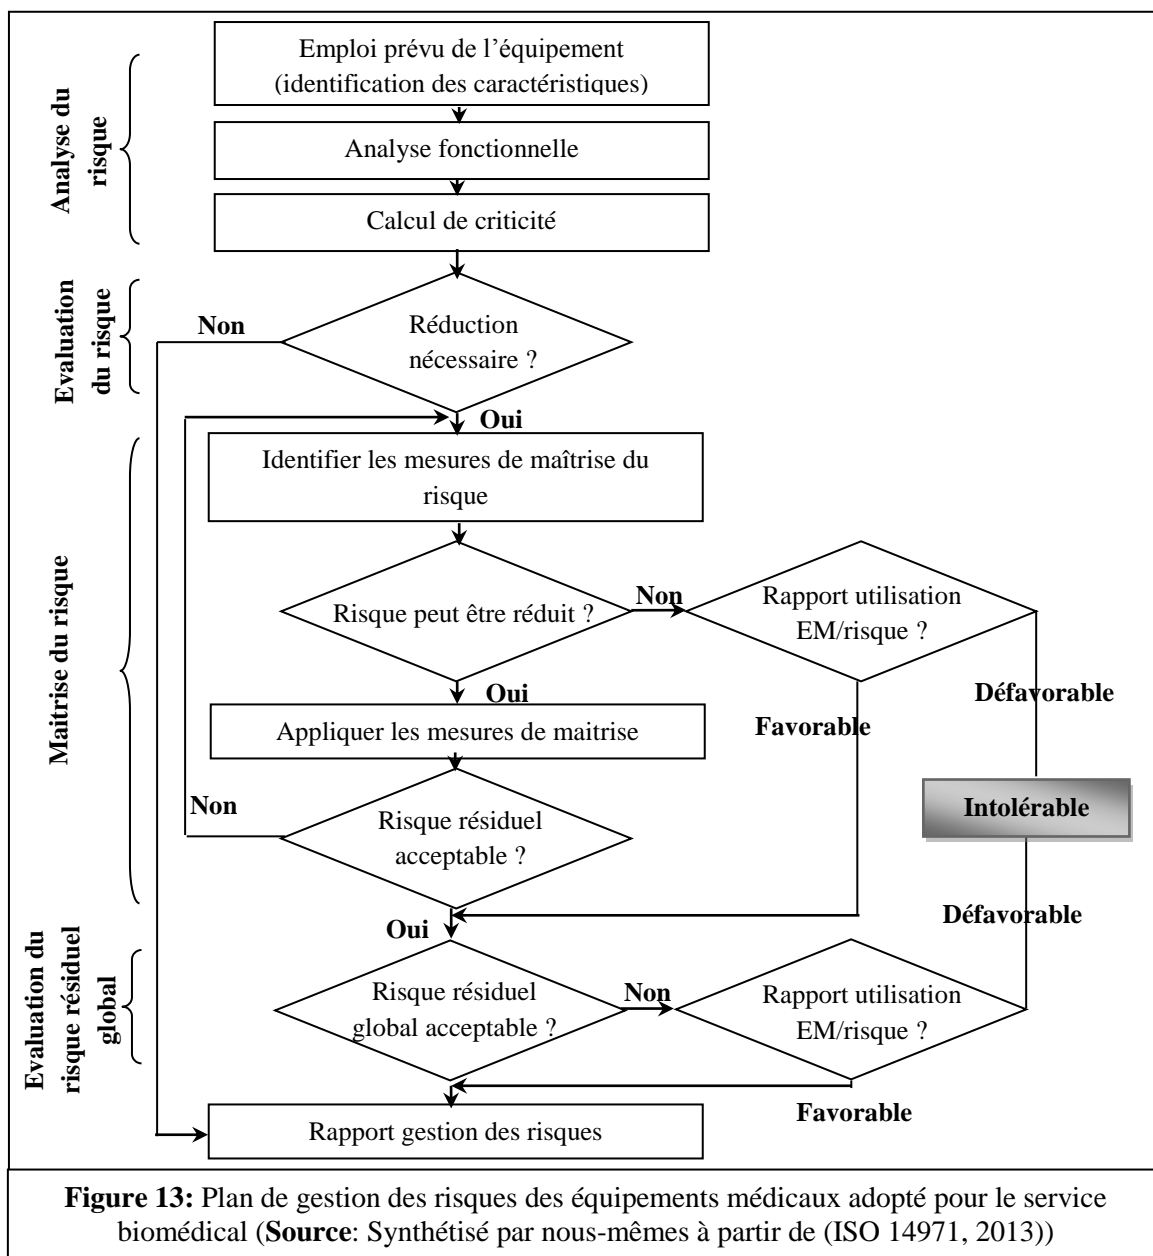 Emploi prévu de l'équipement
(identification des caractéristiques)
Analyse du
risque
Analyse fonctionnelle
Calcul de criticité
Evaluation
du risque
Non
Réduction
nécessaire ?
Oui
Identifier les mesures de maîtrise du
risque
Maitrise du risque
Risque peut être réduit ?
Non
Rapport utilisation
EM/risque ?
Oui
Défavorable
Favorable
Appliquer les mesures de maitrise
Non
Risque résiduel
acceptable ?
Intolérable
Oui
Défavorable
Evaluation du
risque résiduel
global
Risque résiduel
global acceptable ?
Non
Rapport utilisation
EM/risque ?
Favorable
Rapport gestion des risques
Figure 13: Plan de gestion des risques des équipements médicaux adopté pour le service
biomédical (Source: Synthétisé par nous-mêmes à partir de (ISO 14971, 2013))